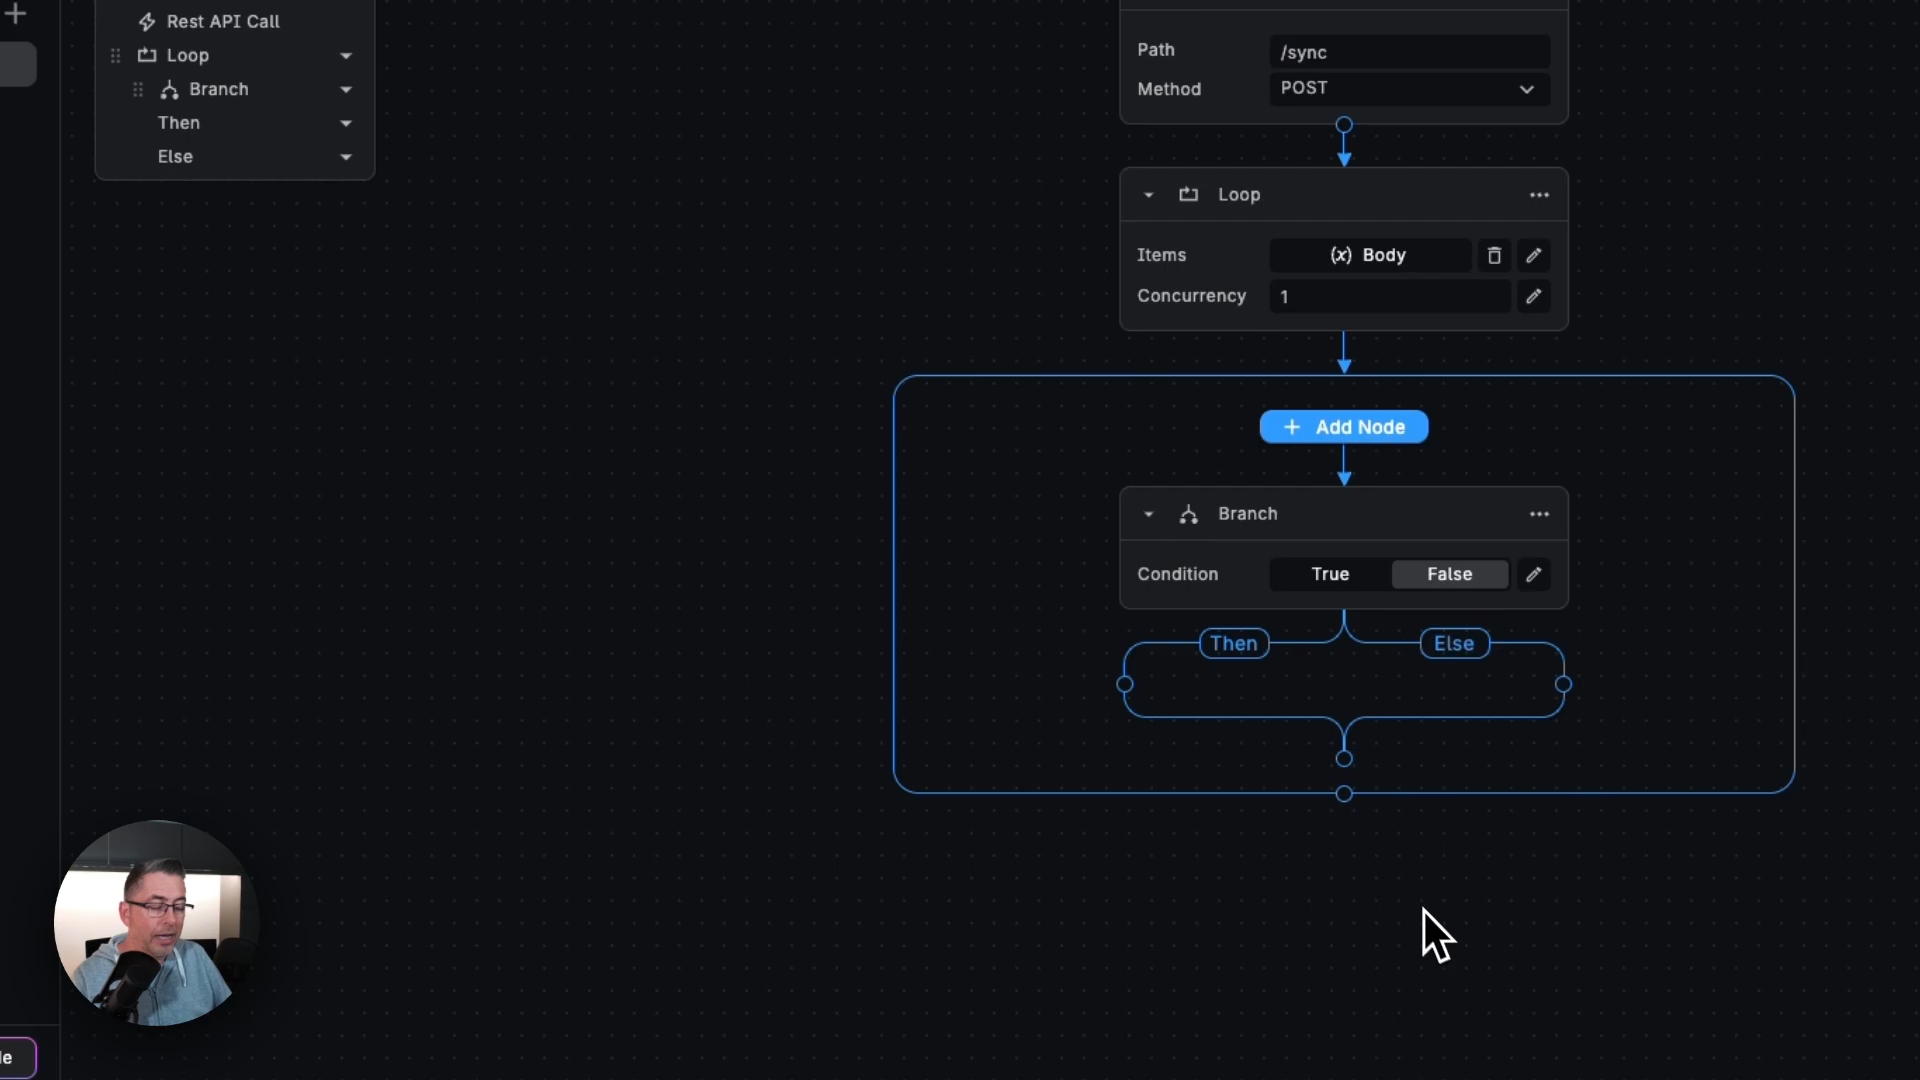 Rest API Call
Loop
Branch
Then
Else
Path
/sync
Method
POST
Loop
Items
(x) Body
Concurrency
1
+ Add Node
Branch
Condition
True
False
Then
Else